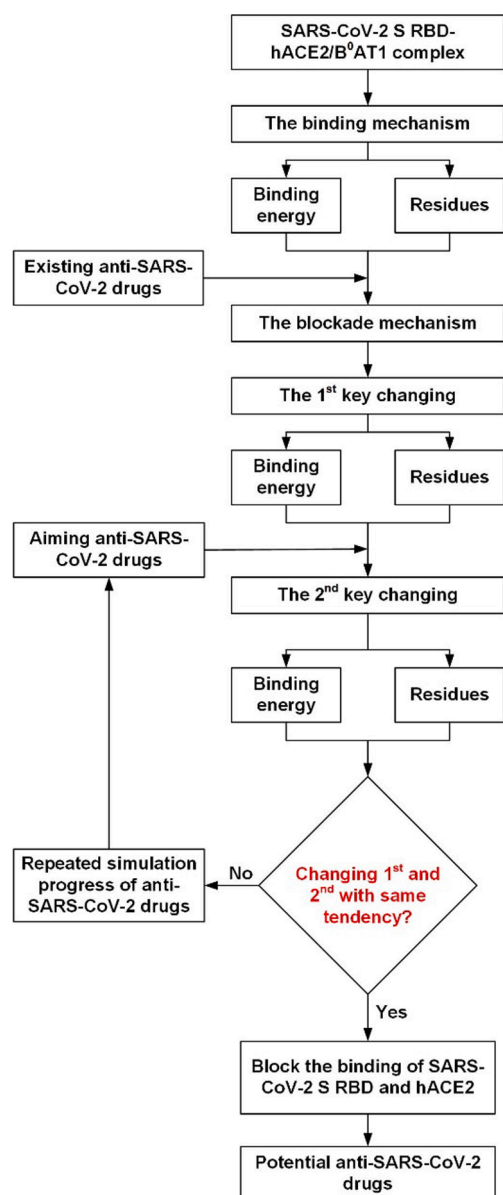 SARS-CoV-2 S RBD-
hACE2/B⁰AT1 complex
The binding mechanism
Binding
energy
Residues
Existing anti-SARS-
CoV-2 drugs
The blockade mechanism
The 1ˢᵗ key changing
Binding
energy
Residues
Aiming anti-SARS-
CoV-2 drugs
The 2ⁿᵈ key changing
Binding
energy
Residues
Changing 1ˢᵗ and
2ⁿᵈ with same
tendency?
No
Repeated simulation
progress of anti-
SARS-CoV-2 drugs
Yes
Block the binding of SARS-
CoV-2 S RBD and hACE2
Potential anti-SARS-CoV-2
drugs